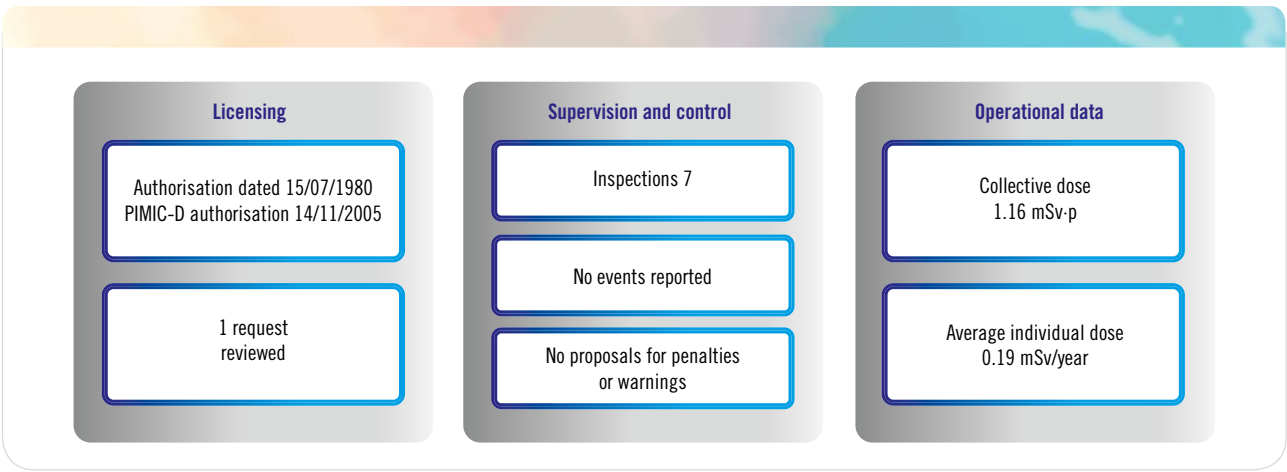 Licensing
Authorisation dated 15/07/1980
PIMIC-D authorisation 14/11/2005
1 request
reviewed
Supervision and control
Inspections 7
No events reported
No proposals for penalties
or warnings
Operational data
Collective dose
1.16 mSv·p
Average individual dose
0.19 mSv/year